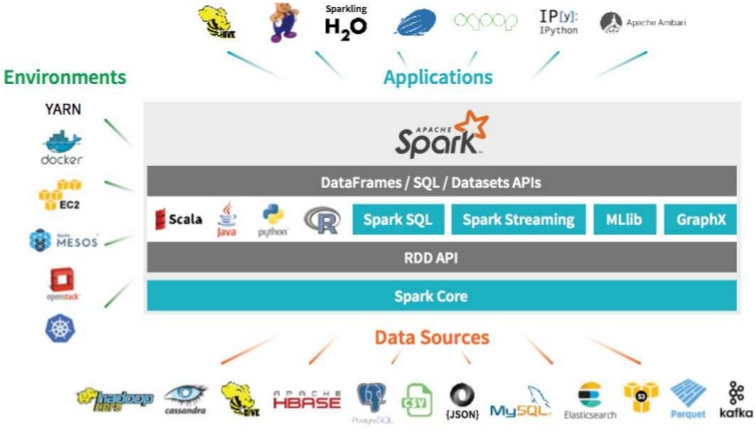 HIVE
Sparkling
H2O
sqoop
IP[y]:
IPython
Apache Ambari
Environments
Applications
YARN
docker
EC2
MESOS
openstack
APACHE
Spark
DataFrames / SQL / Datasets APIs
Scala
Java
python
R
Spark SQL
Spark Streaming
MLlib
GraphX
RDD API
Spark Core
Data Sources
hadoop
cassandra
HIVE
APACHE
HBASE
PostgreSQL
CSV
{JSON}
MySQL
Elasticsearch
S3
Parquet
kafka